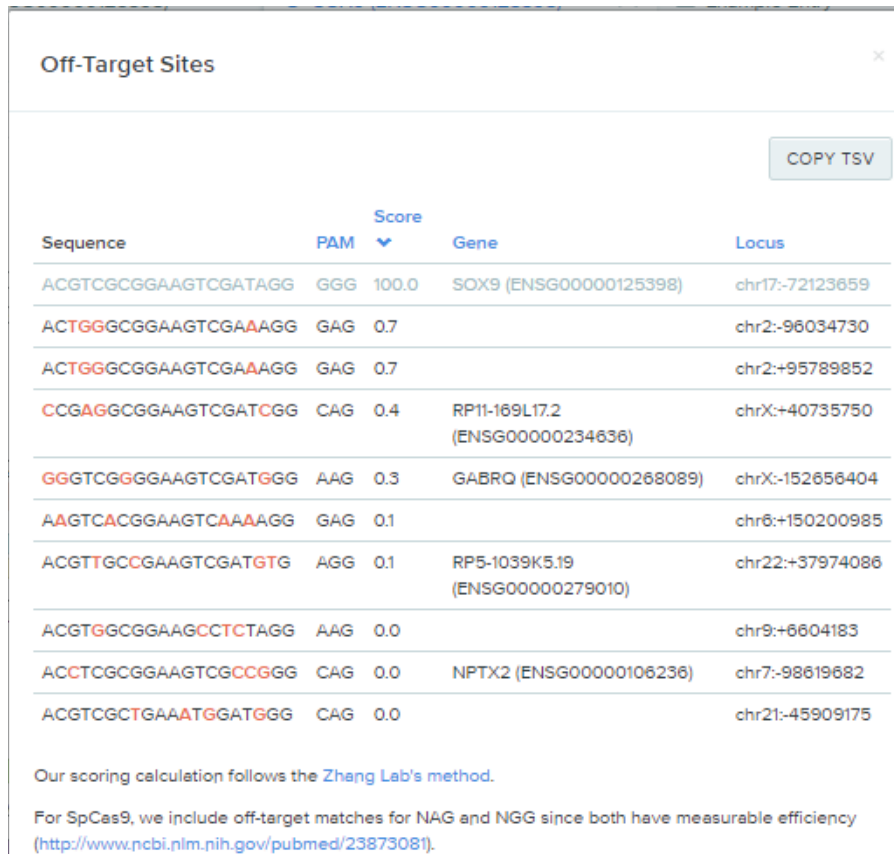 Off-Target Sites
×
COPY TSV
Score
Sequence PAM Gene Locus
ACGTCGCGGAAGTCGATAGG GGG 100.0 SOX9 (ENSG00000125398) chr17:-72123659
ACTGGGCGGAAGTCGAAAGG GAG 0.7 chr2:-96034730
ACTGGGCGGAAGTCGAAAGG GAG 0.7 chr2:+95789852
CCGAGGCGGAAGTCGATCGG CAG 0.4 RP11-169L17.2 chrX:+40735750
(ENSG00000234636)
GGGTCGGGGAAGTCGATGGG AAG 0.3 GABRQ (ENSG00000268089) chrX:-152656404
AAGTCACGGAAGTCAAAAGG GAG 0.1 chr6:+150200985
ACGTTGCCGAAGTCGATGTG AGG 0.1 RP5-1039K5.19 chr22:+37974086
(ENSG00000279010)
ACGTGGCGGAAGCCTCTAGG AAG 0.0 chr9:+6604183
ACCTCGCGGAAGTCGCCGGG CAG 0.0 NPTX2 (ENSG00000106236) chr7:-98619682
ACGTCGCTGAAATGGATGGG CAG 0.0 chr21:-45909175
Our scoring calculation follows the Zhang Lab's method.
For SpCas9, we include off-target matches for NAG and NGG since both have measurable efficiency
(http://www.ncbi.nlm.nih.gov/pubmed/23873081).